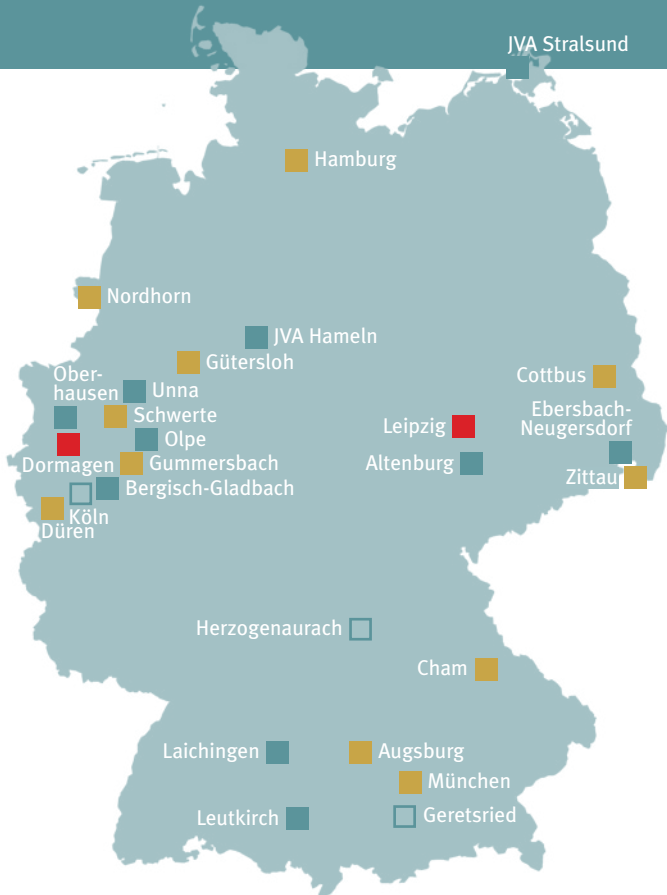 JVA Stralsund
Hamburg
Nordhorn
JVA Hameln
Gütersloh
Ober-
hausen
Unna
Cottbus
Schwerte
Ebersbach-
Neugersdorf
Leipzig
Olpe
Dormagen
Gummersbach
Altenburg
Zittau
Bergisch-Gladbach
Köln
Düren
Herzogenaurach
Cham
Laichingen
Augsburg
München
Leutkirch
Geretsried